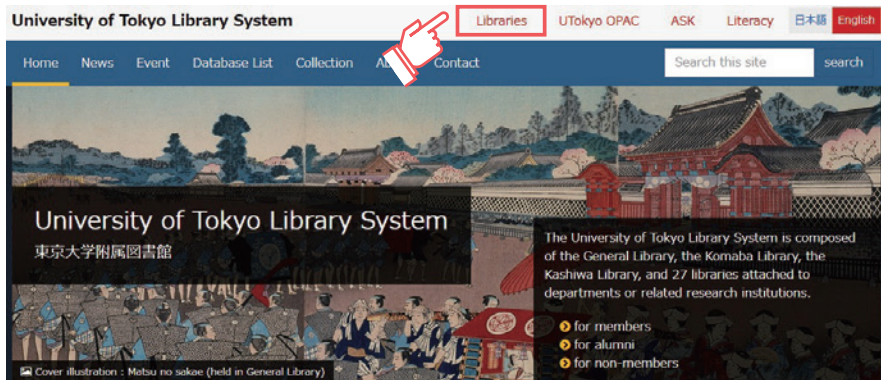 University of Tokyo Library System
Libraries UTokyo OPAC ASK Literacy 日本語 English
Home News Event Database List Collection Contact
Search this site search
University of Tokyo Library System
東京大学附属図書館
The University of Tokyo Library System is composed
of the General Library, the Komaba Library, the
Kashiwa Library, and 27 libraries attached to
departments or related research institutions.
for members
for alumni
for non-members
Cover illustration : Matsu no sakae (held in General Library)